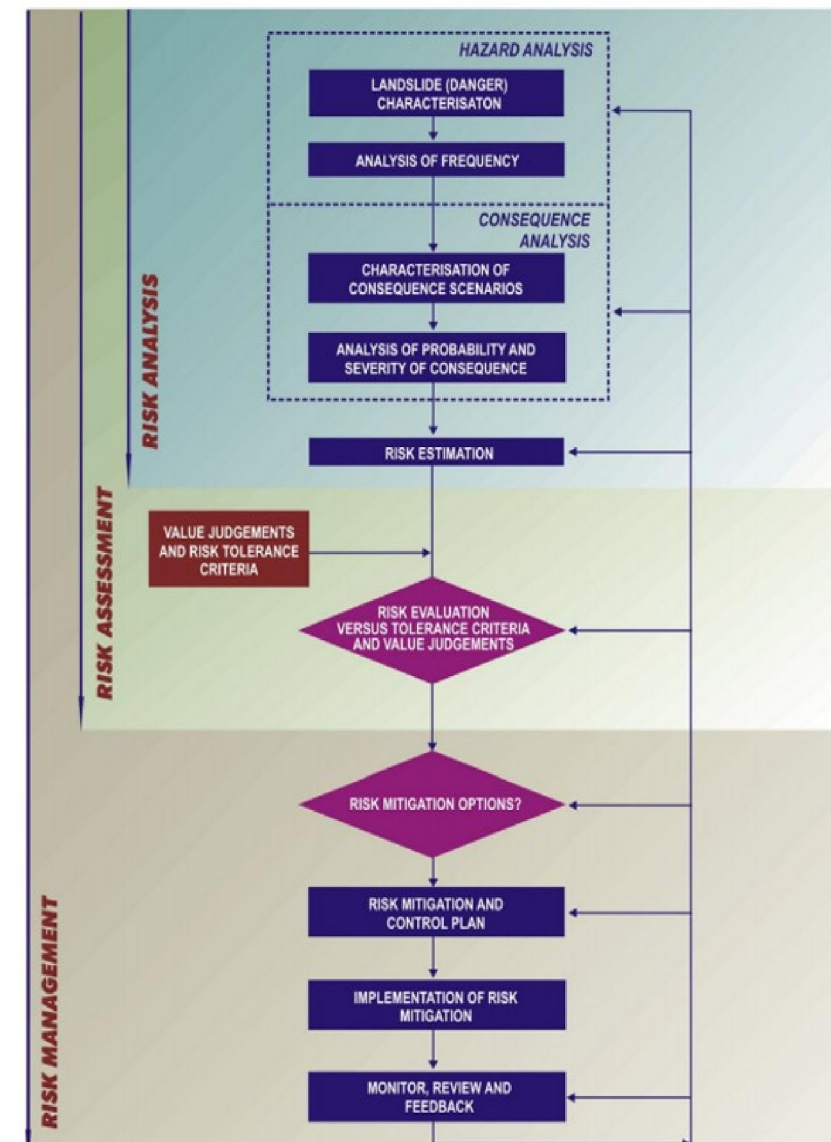 HAZARD ANALYSIS
LANDSLIDE (DANGER)
CHARACTERISATON
ANALYSIS OF FREQUENCY
CONSEQUENCE
ANALYSIS
CHARACTERISATION OF
CONSEQUENCE SCENARIOS
ANALYSIS OF PROBABILITY AND
SEVERITY OF CONSEQUENCE
RISK ANALYSIS
RISK ESTIMATION
VALUE JUDGEMENTS
AND RISK TOLERANCE
CRITERIA
RISK ASSESSMENT
RISK EVALUATION
VERSUS TOLERANCE CRITERIA
AND VALUE JUDGEMENTS
RISK MITIGATION OPTIONS?
RISK MITIGATION AND
CONTROL PLAN
IMPLEMENTATION OF RISK
MITIGATION
RISK MANAGEMENT
MONITOR, REVIEW AND
FEEDBACK